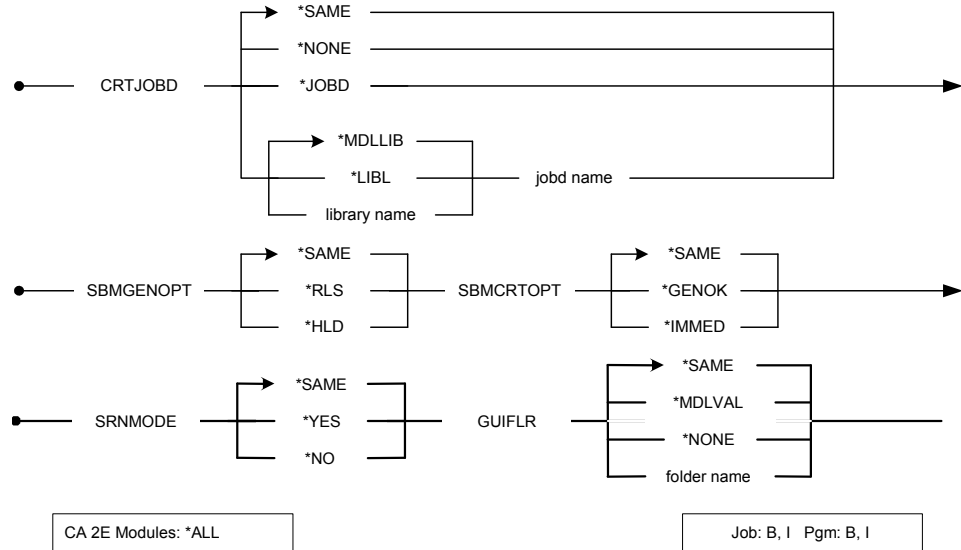 *SAME
*NONE
CRTJOBD *JOBD
*MDLLIB
*LIBL jobd name
library name
*SAME *SAME
SBMGENOPT *RLS SBMCRTOPT *GENOK
*HLD *IMMED
*SAME
*SAME
*MDLVAL
SRNMODE *YES GUIFLR
*NONE
*NO
folder name
CA 2E Modules: *ALL Job: B, I Pgm: B, I